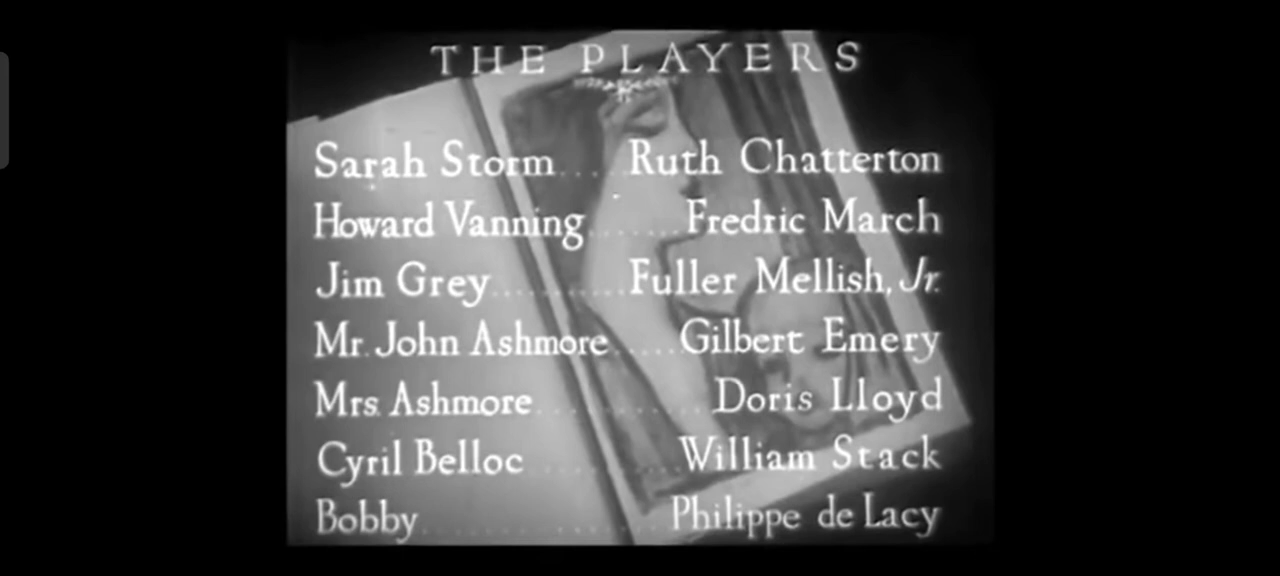 THE PLAYERS
Sarah Storm.....Ruth Chatterton
Howard Vanning.......Fredric March
Jim Grey...........Fuller Mellish, Jr.
Mr. John Ashmore.....Gilbert Emery
Mrs. Ashmore..............Doris Lloyd
Cyril Belloc............William Stack
Bobby.....................Philippe de Lacy